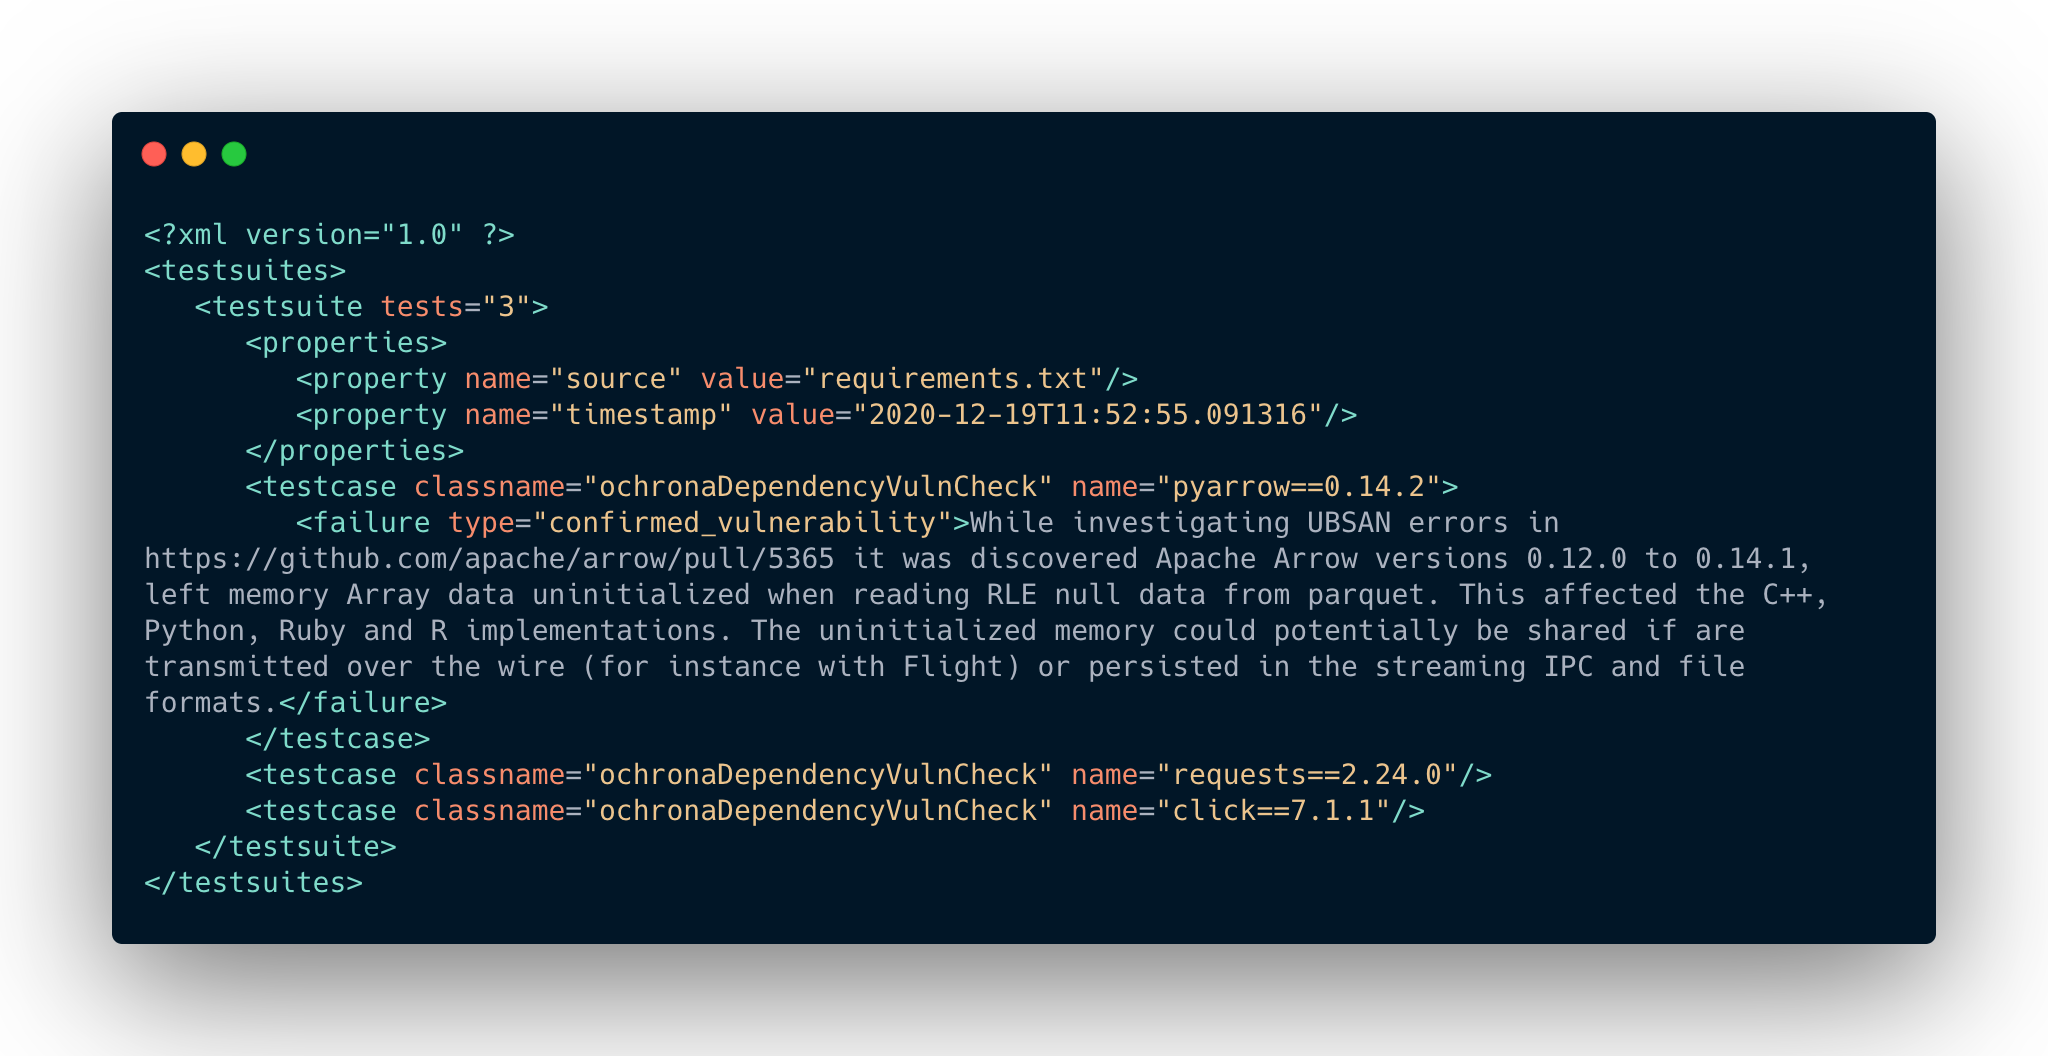 <?xml version="1.0" ?>
<testsuites>
   <testsuite tests="3">
      <properties>
         <property name="source" value="requirements.txt"/>
         <property name="timestamp" value="2020-12-19T11:52:55.091316"/>
      </properties>
      <testcase classname="ochronaDependencyVulnCheck" name="pyarrow==0.14.2">
         <failure type="confirmed_vulnerability">While investigating UBSAN errors in
https://github.com/apache/arrow/pull/5365 it was discovered Apache Arrow versions 0.12.0 to 0.14.1,
left memory Array data uninitialized when reading RLE null data from parquet. This affected the C++,
Python, Ruby and R implementations. The uninitialized memory could potentially be shared if are
transmitted over the wire (for instance with Flight) or persisted in the streaming IPC and file
formats.</failure>
      </testcase>
      <testcase classname="ochronaDependencyVulnCheck" name="requests==2.24.0"/>
      <testcase classname="ochronaDependencyVulnCheck" name="click==7.1.1"/>
   </testsuite>
</testsuites>